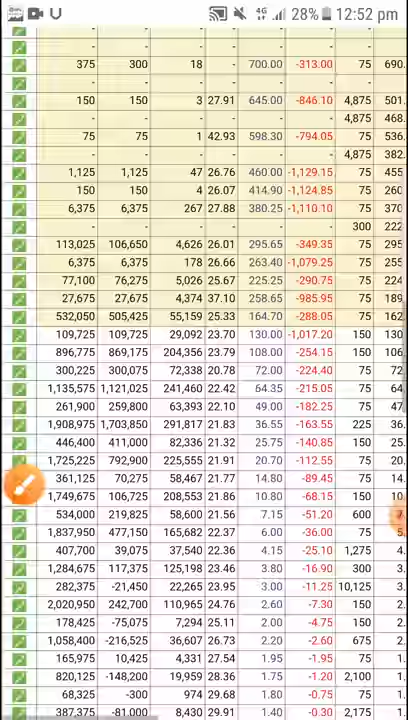 4G 28% 12:52 pm
- - - - - - -
375 300 18 - 700.00 -313.00 75 690.
- - - - - - -
150 150 3 27.91 645.00 -846.10 4,875 501.
- - - - - - 4,875 468.
75 75 1 42.93 598.30 -794.05 75 536.
- - - - - - 4,875 382.
1,125 1,125 47 26.76 460.00 -1,129.15 75 455
150 150 4 26.07 414.90 -1,124.85 75 260
6,375 6,375 267 27.88 380.25 -1,110.10 75 370
- - - - - - 300 222
113,025 106,650 4,626 26.01 295.65 -349.35 75 295
6,375 6,375 178 26.66 263.40 -1,079.25 75 255
77,100 76,275 5,026 25.67 225.25 -290.75 75 224
27,675 27,675 4,374 37.10 258.65 -985.95 75 189
532,050 505,425 55,159 25.33 164.70 -288.05 75 162
109,725 109,725 29,092 23.70 130.00 -1,017.20 150 130
896,775 869,175 204,356 23.79 108.00 -254.15 150 106
300,225 300,075 72,338 20.78 72.00 -224.40 75 72
1,135,575 1,121,025 241,460 22.42 64.35 -215.05 75 64
261,900 259,800 63,393 22.10 49.00 -182.25 75 47
1,908,975 1,703,850 291,817 21.83 36.55 -163.55 225 36.
446,400 411,000 82,336 21.32 25.75 -140.85 150 25.
1,725,225 792,900 225,555 21.91 20.70 -112.55 75 20.
361,125 70,275 58,467 21.77 14.80 -89.45 75 14.
1,749,675 106,725 208,553 21.86 10.80 -68.15 150 10.
534,000 219,825 58,600 21.56 7.15 -51.20 600
1,837,950 477,150 165,682 22.37 6.00 -36.00 75 5.
407,700 39,075 37,540 22.36 4.15 -25.10 1,275 4.
1,284,675 117,375 125,198 23.46 3.80 -16.90 300 3.
282,375 -21,450 22,265 23.95 3.00 -11.25 10,125 3.
2,020,950 242,700 110,965 24.76 2.60 -7.30 150 2.
178,425 -75,075 7,294 25.11 2.00 -4.75 150 2.
1,058,400 -216,525 36,607 26.73 2.20 -2.60 675 2.
165,975 10,425 4,331 27.54 1.95 -1.95 75 1.
820,125 -148,200 19,959 28.36 1.75 -1.20 2,100 1.
68,325 -300 974 29.68 1.80 -0.75 75 1.
387,375 -81,000 8,430 29.91 1.40 -0.30 2,175 1.